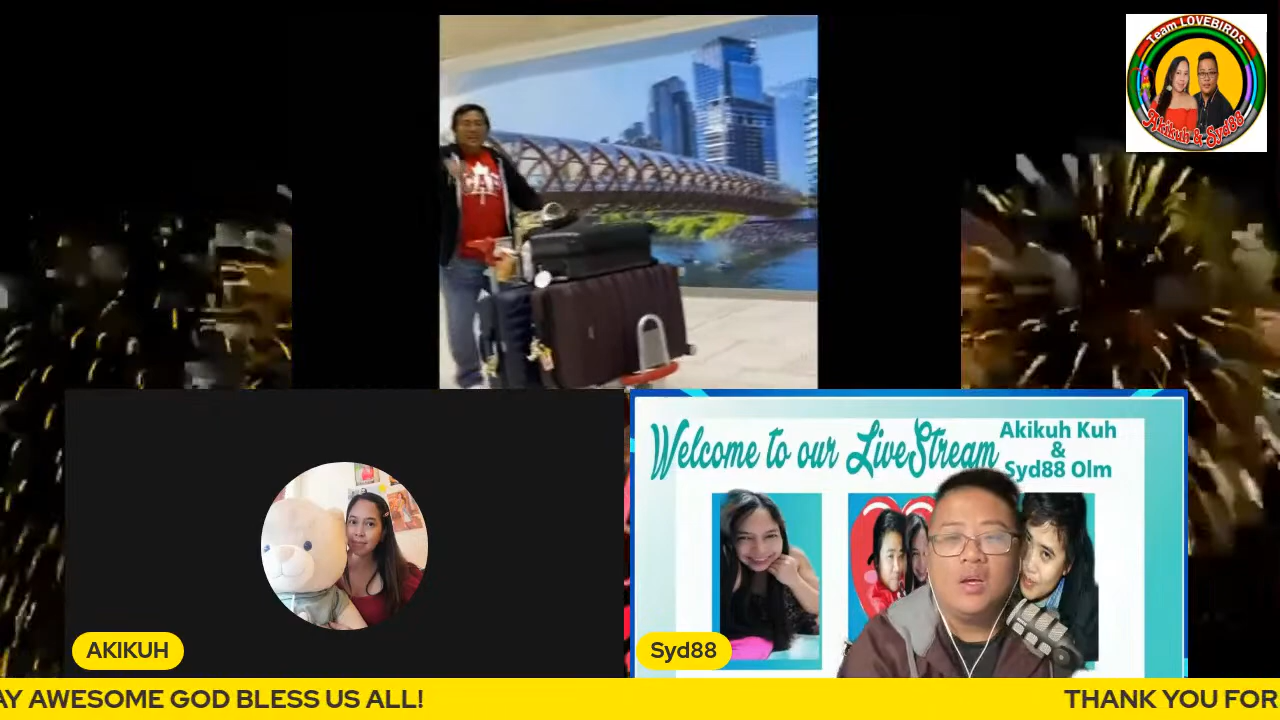 Team LOVEBIRDS
Akikuh & Syd88
GAP
Welcome to our LiveStream
Akikuh Kuh
&
Syd88 Olm
AKIKUH
Syd88
AY AWESOME GOD BLESS US ALL!
THANK YOU FOR